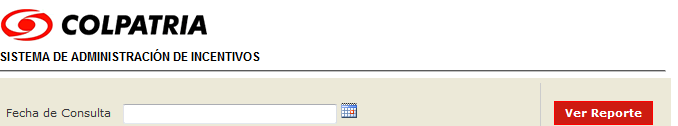 COLPATRIA
SISTEMA DE ADMINISTRACIÓN DE INCENTIVOS
Fecha de Consulta
Ver Reporte